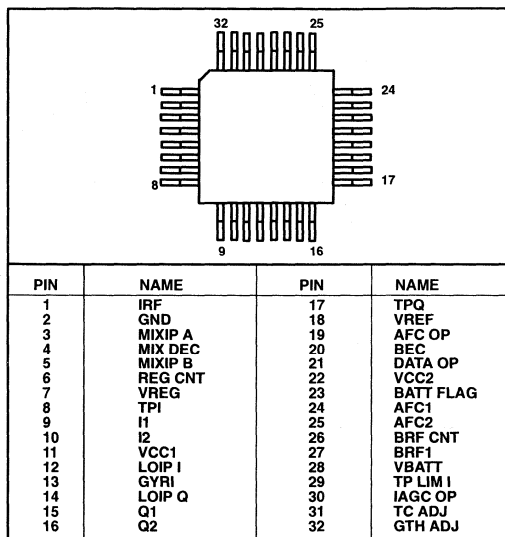 32 25
1 24
8 17
9 16
PIN NAME PIN NAME
1 IRF 17 TPQ
2 GND 18 VREF
3 MIXIP A 19 AFC OP
4 MIX DEC 20 BEC
5 MIXIP B 21 DATA OP
6 REG CNT 22 VCC2
7 VREG 23 BATT FLAG
8 TPI 24 AFC1
9 I1 25 AFC2
10 I2 26 BRF CNT
11 VCC1 27 BRF1
12 LOIP I 28 VBATT
13 GYRI 29 TP LIM I
14 LOIP Q 30 IAGC OP
15 Q1 31 TC ADJ
16 Q2 32 GTH ADJ